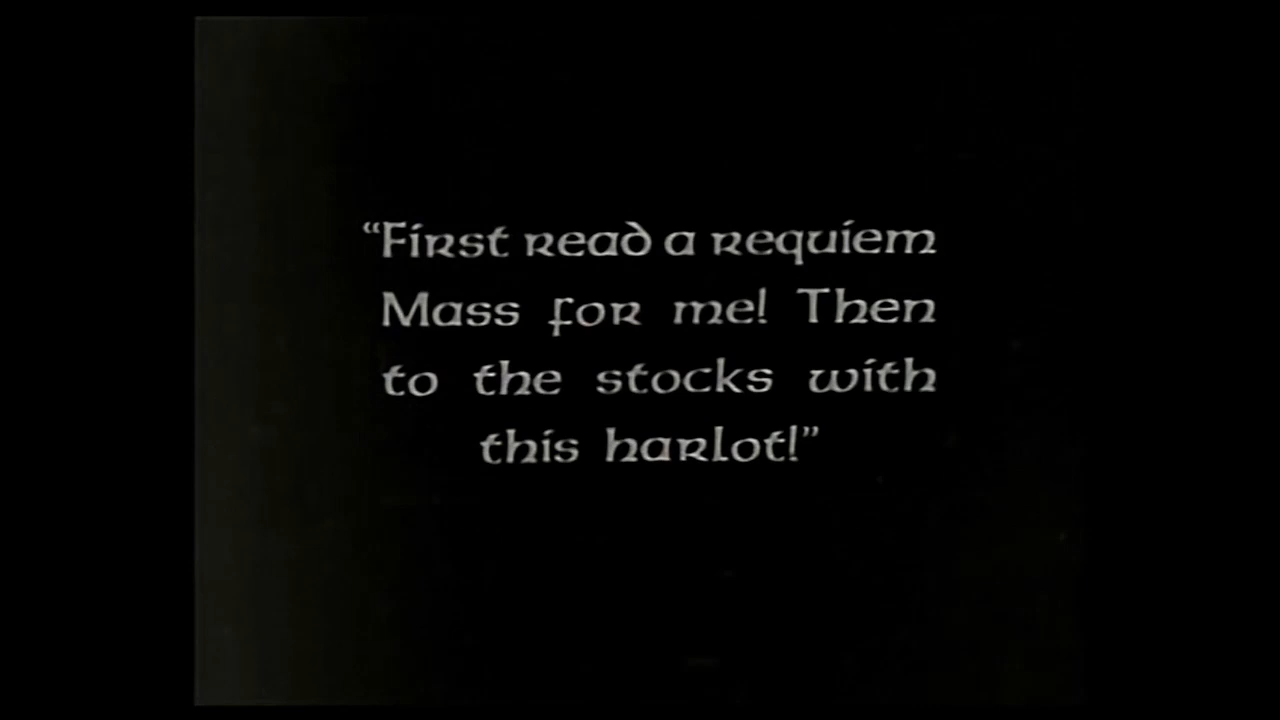 “First read a requiem
Mass for me! Then
to the stocks with
this harlot!”